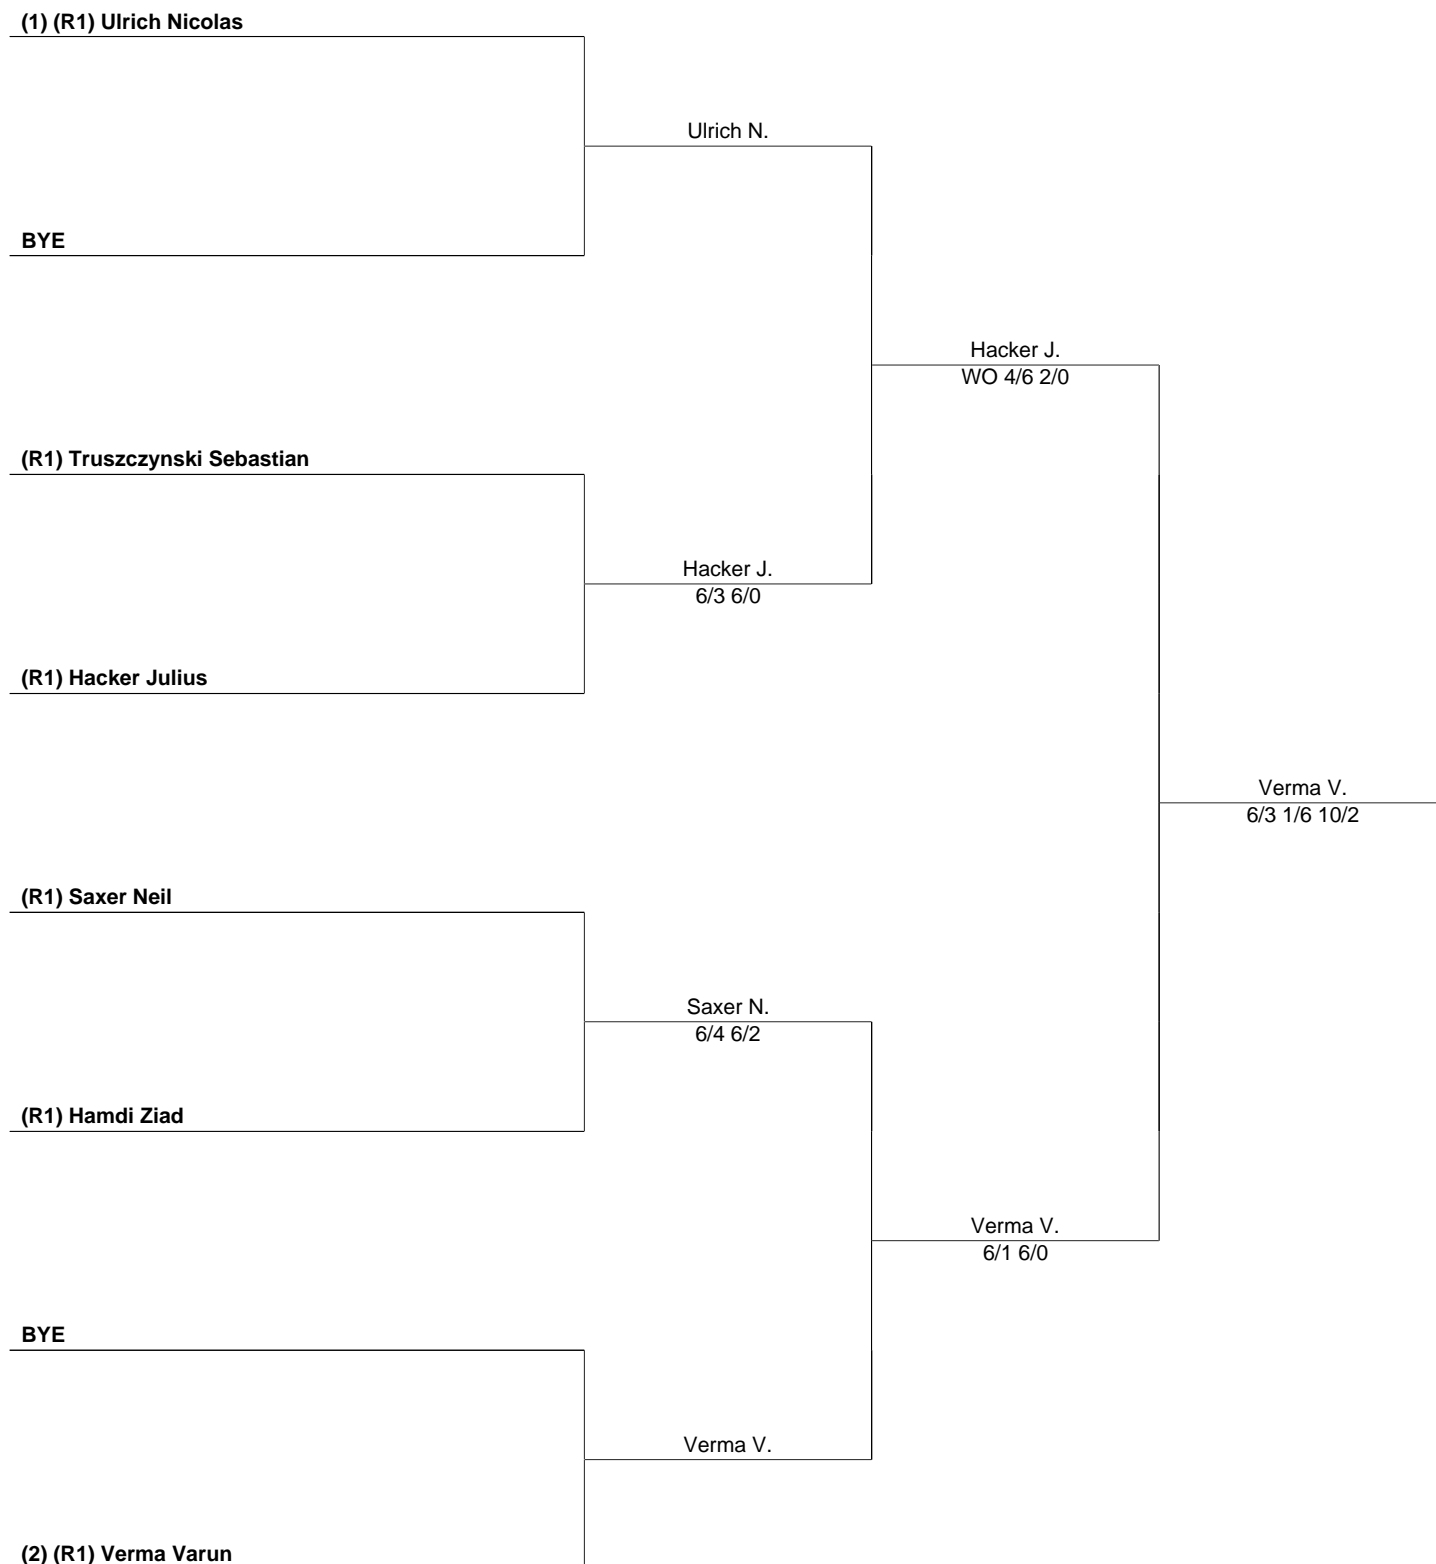 (1) (R1) Ulrich Nicolas
Ulrich N.
BYE
Hacker J.
WO 4/6 2/0
(R1) Truszczynski Sebastian
Hacker J.
6/3 6/0
(R1) Hacker Julius
Verma V.
6/3 1/6 10/2
(R1) Saxer Neil
Saxer N.
6/4 6/2
(R1) Hamdi Ziad
Verma V.
6/1 6/0
BYE
Verma V.
(2) (R1) Verma Varun